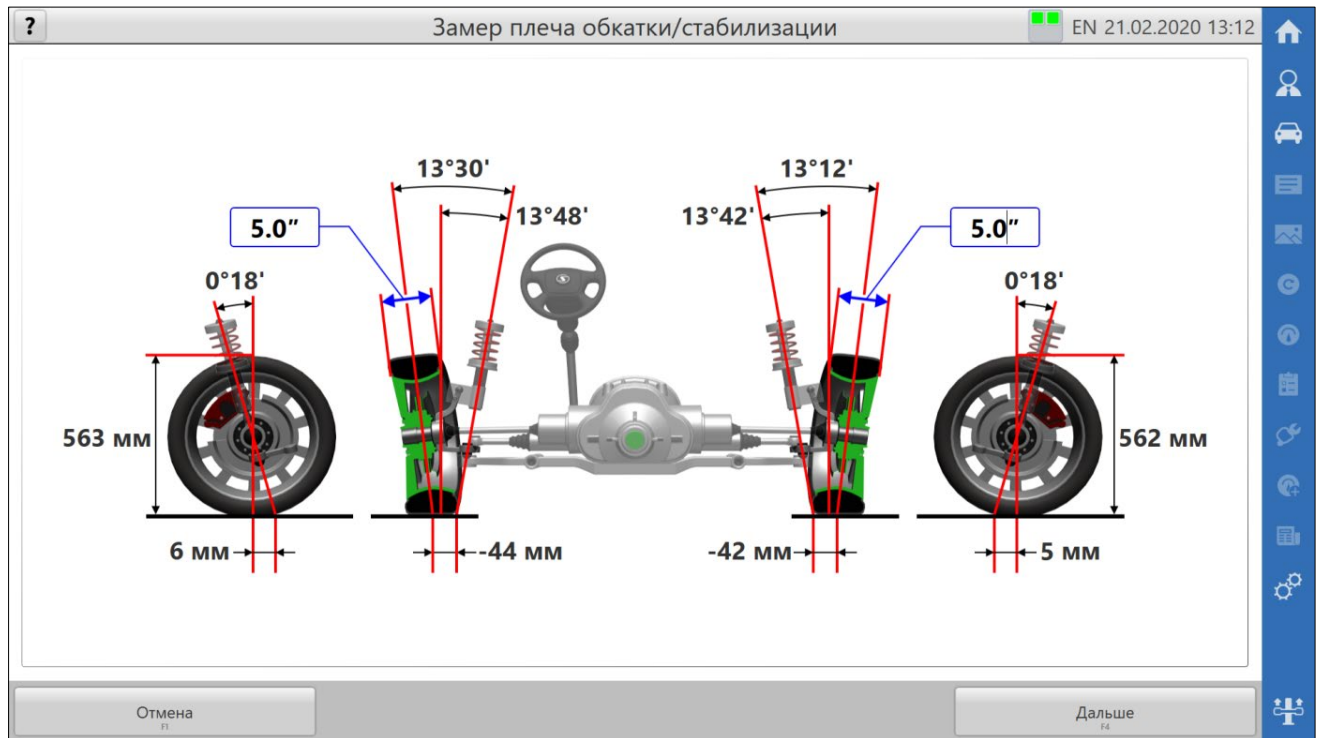 ?
Замер плеча обкатки/стабилизации
EN 21.02.2020 13:12
13°30'
13°12'
13°48'
13°42'
5.0"
5.0"
0°18'
0°18'
563 мм
562 мм
6 мм
-44 мм
-42 мм
5 мм
Отмена
F1
Дальше
F4